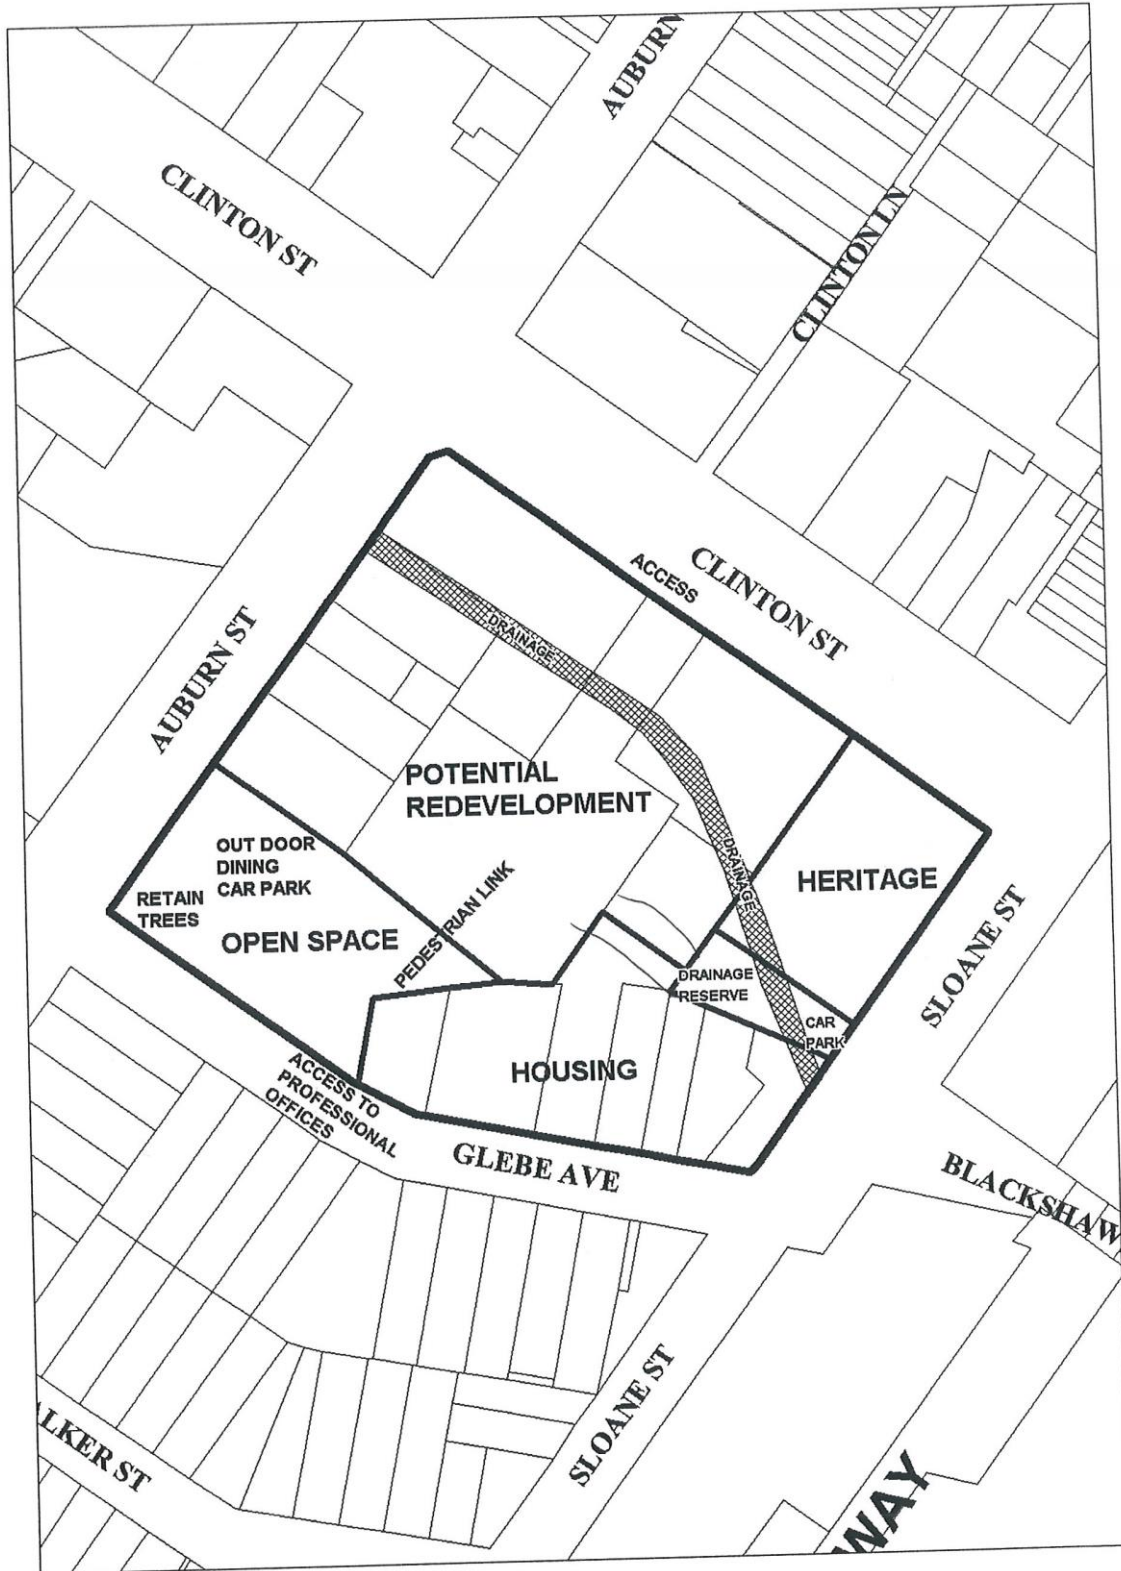 AUBURN
CLINTON ST
CLINTON LN
ACCESS
CLINTON ST
DRAINAGE
AUBURN ST
POTENTIAL
REDEVELOPMENT
OUT DOOR
DINING
CAR PARK
RETAIN
TREES
OPEN SPACE
PEDESTRIAN LINK
DRAINAGE
HERITAGE
SLOANE ST
DRAINAGE
RESERVE
CAR
PARK
HOUSING
ACCESS TO
PROFESSIONAL
OFFICES
GLEBE AVE
BLACKSHAW
SLOANE ST
ALKER ST
WAY